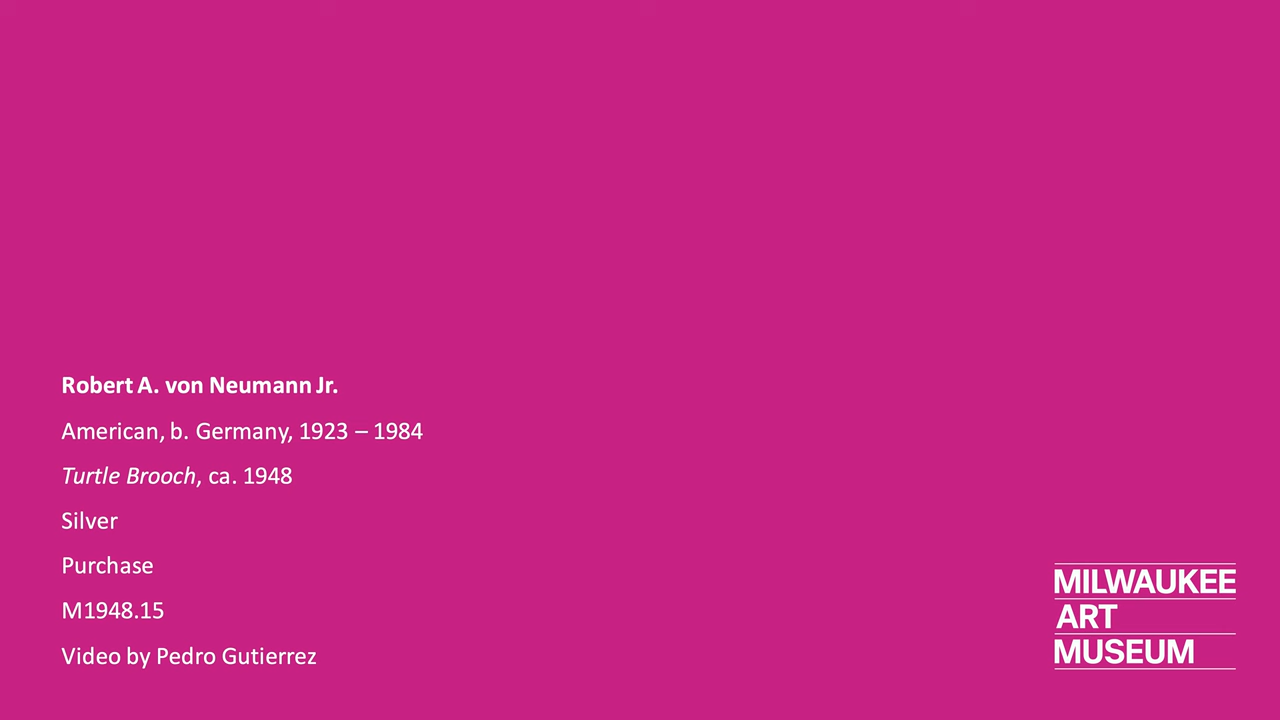 Robert A. von Neumann Jr.
American, b. Germany, 1923 – 1984
Turtle Brooch, ca. 1948
Silver
Purchase
M1948.15
Video by Pedro Gutierrez
MILWAUKEE
ART
MUSEUM